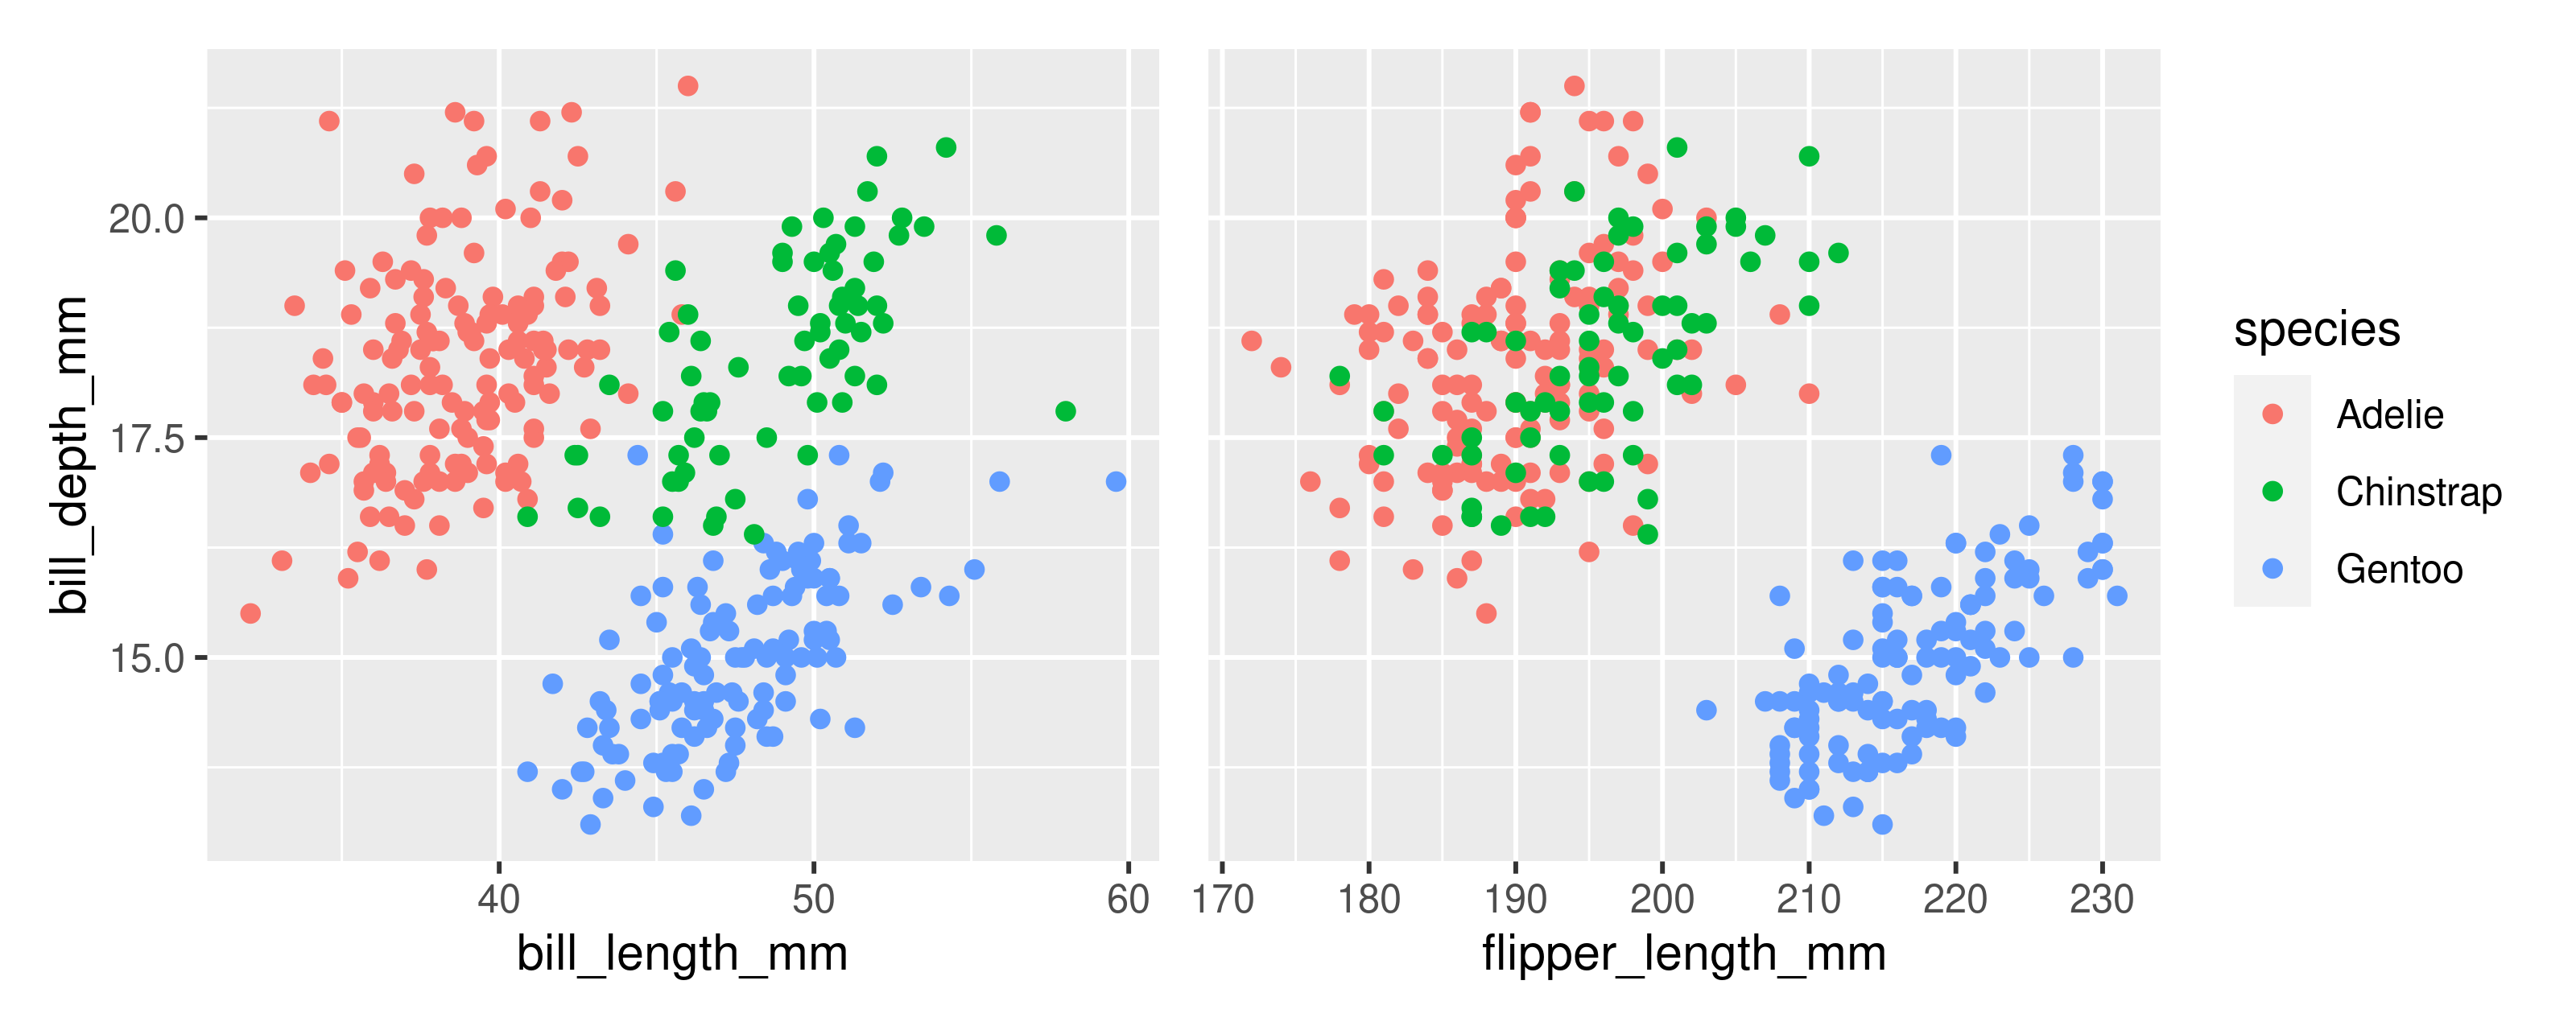 bill_depth_mm
20.0
17.5
15.0
40 50 60
bill_length_mm
170 180 190 200 210 220 230
flipper_length_mm
species
Adelie
Chinstrap
Gentoo